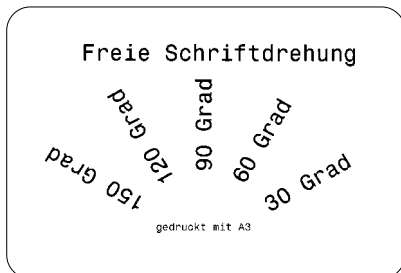 Freie Schriftdrehung
150 Grad
120 Grad
90 Grad
60 Grad
30 Grad
gedruckt mit A3